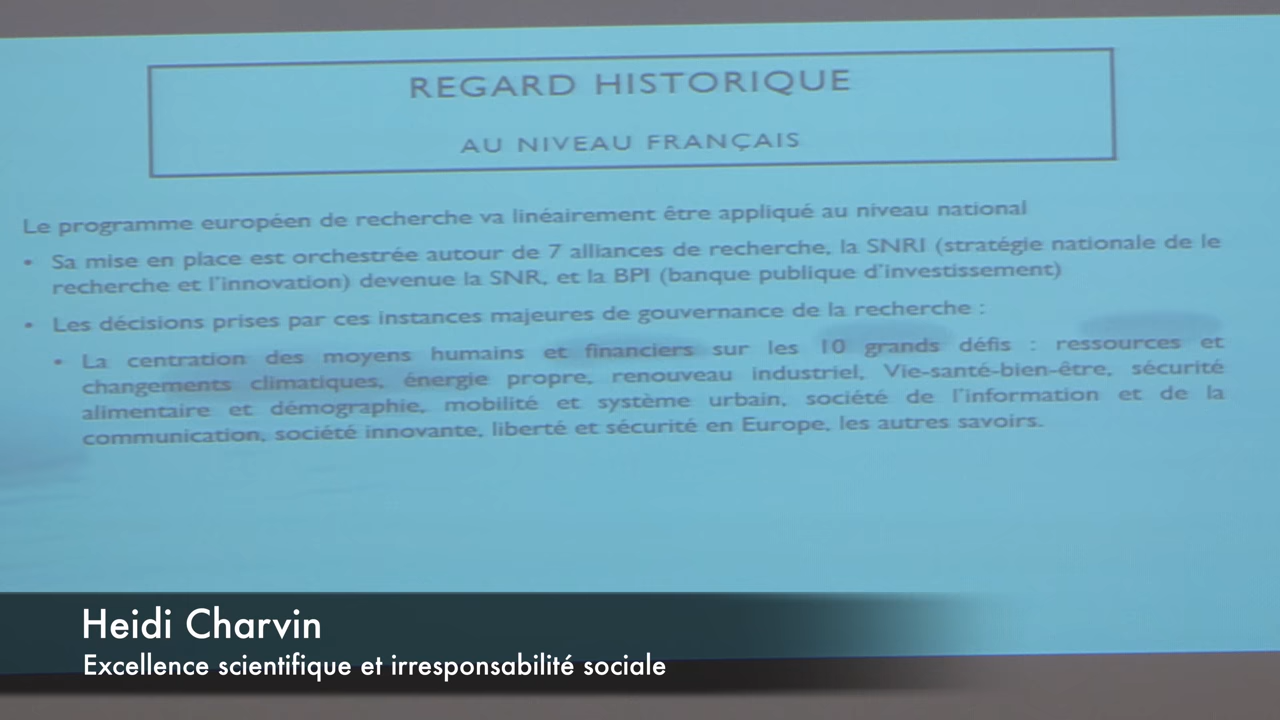 REGARD HISTORIQUE
AU NIVEAU FRANÇAIS
Le programme européen de recherche va linéairement être appliqué au niveau national
• Sa mise en place est orchestrée autour de 7 alliances de recherche, la SNRI (stratégie nationale de le
recherche et l'innovation) devenue la SNR, et la BPI (banque publique d'investissement)
• Les décisions prises par ces instances majeures de gouvernance de la recherche :
• La centration des moyens humains et financiers sur les 10 grands défis : ressources et
changements climatiques, énergie propre, renouveau industriel, Vie-santé-bien-être, sécurité
alimentaire et démographie, mobilité et système urbain, société de l'information et de la
communication, société innovante, liberté et sécurité en Europe, les autres savoirs.
Heidi Charvin
Excellence scientifique et irresponsabilité sociale